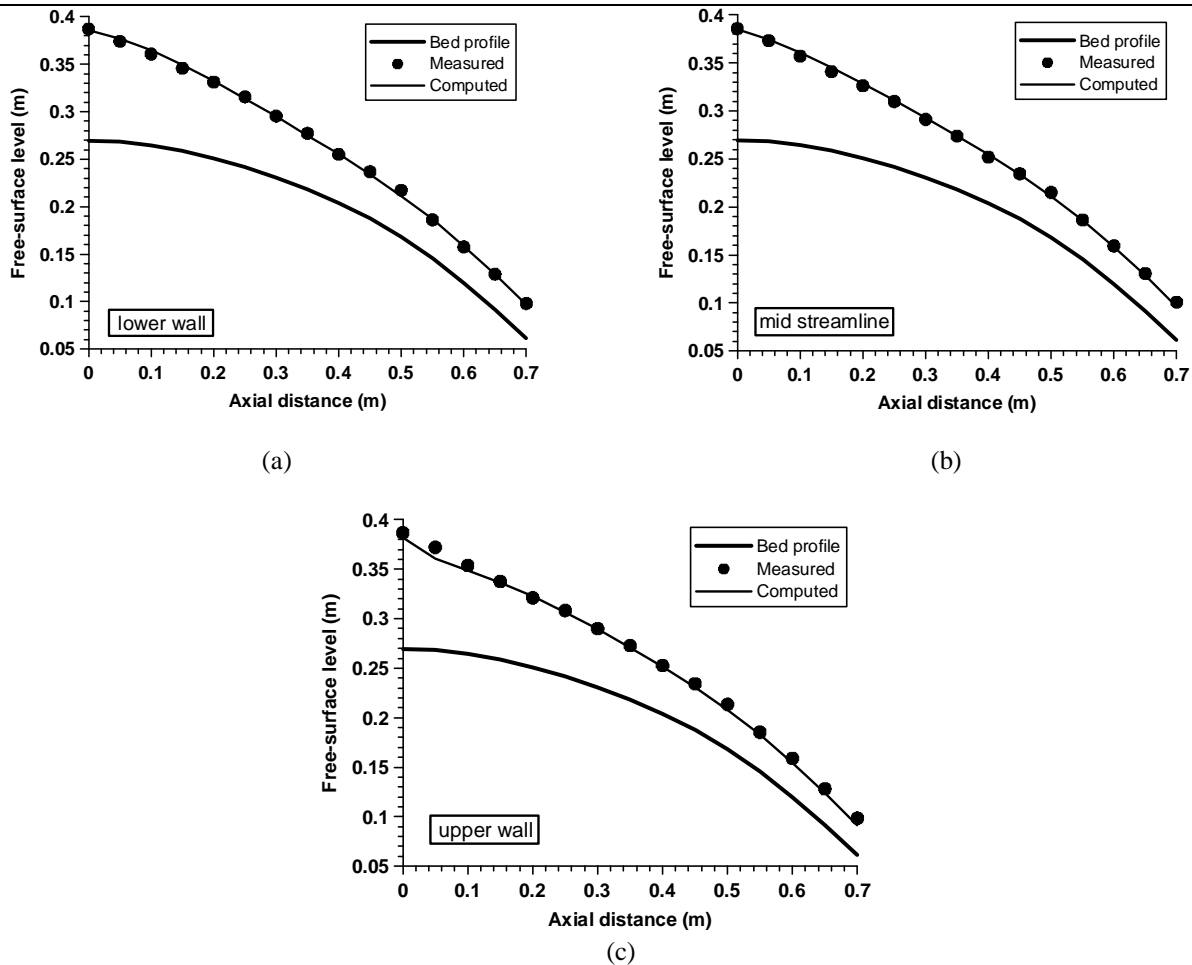 0.4
0.35
0.3
0.25
0.2
0.15
0.1
0.05
Free-surface level (m)
Bed profile
Measured
Computed
lower wall
0 0.1 0.2 0.3 0.4 0.5 0.6 0.7
Axial distance (m)
(a)
0.4
0.35
0.3
0.25
0.2
0.15
0.1
0.05
Free-surface level (m)
Bed profile
Measured
Computed
mid streamline
0 0.1 0.2 0.3 0.4 0.5 0.6 0.7
Axial distance (m)
(b)
0.4
0.35
0.3
0.25
0.2
0.15
0.1
0.05
Free-surface level (m)
Bed profile
Measured
Computed
upper wall
0 0.1 0.2 0.3 0.4 0.5 0.6 0.7
Axial distance (m)
(c)